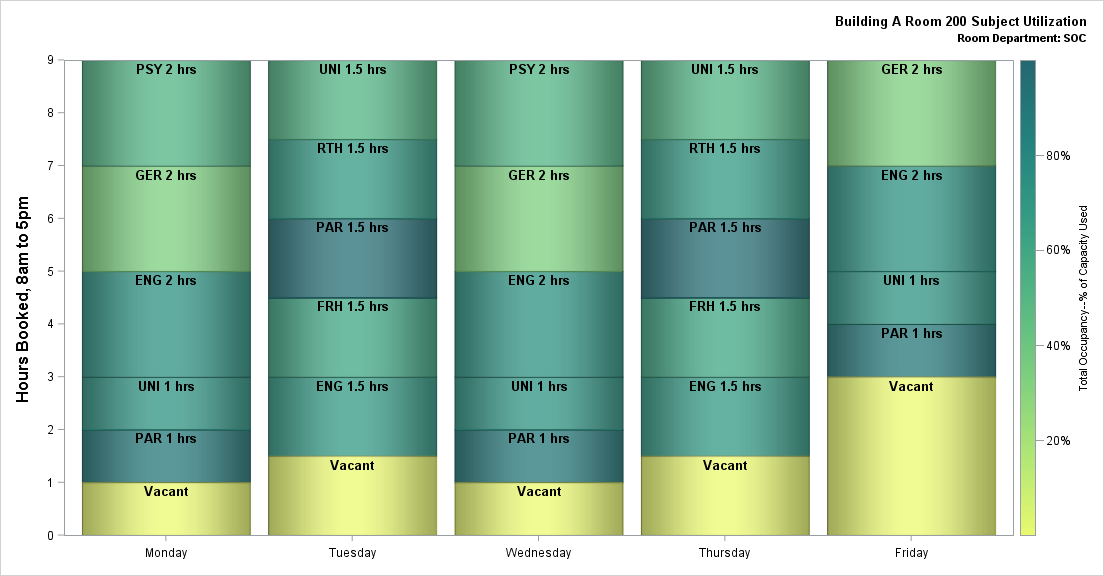 Building A Room 200 Subject Utilization
Room Department: SOC
Hours Booked, 8am to 5pm
9
8
7
6
5
4
3
2
1
0
PSY 2 hrs
GER 2 hrs
ENG 2 hrs
UNI 1 hrs
PAR 1 hrs
Vacant
Monday
UNI 1.5 hrs
RTH 1.5 hrs
PAR 1.5 hrs
FRH 1.5 hrs
ENG 1.5 hrs
Vacant
Tuesday
PSY 2 hrs
GER 2 hrs
ENG 2 hrs
UNI 1 hrs
PAR 1 hrs
Vacant
Wednesday
UNI 1.5 hrs
RTH 1.5 hrs
PAR 1.5 hrs
FRH 1.5 hrs
ENG 1.5 hrs
Vacant
Thursday
GER 2 hrs
ENG 2 hrs
UNI 1 hrs
PAR 1 hrs
Vacant
Friday
80%
60%
40%
20%
Total Occupancy--% of Capacity Used